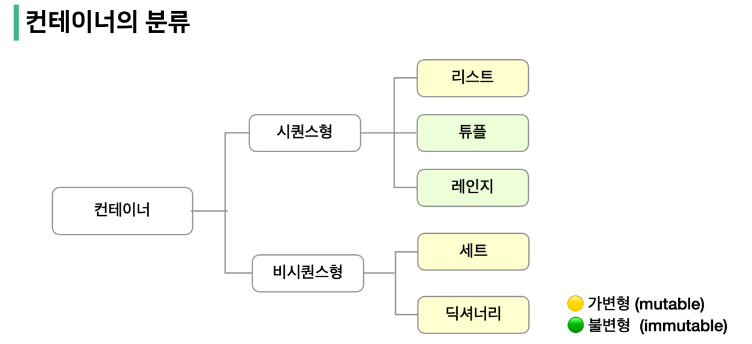 컨테이너의 분류
리스트
시퀀스형
튜플
레인지
컨테이너
세트
비시퀀스형
딕셔너리
가변형 (mutable)
불변형 (immutable)